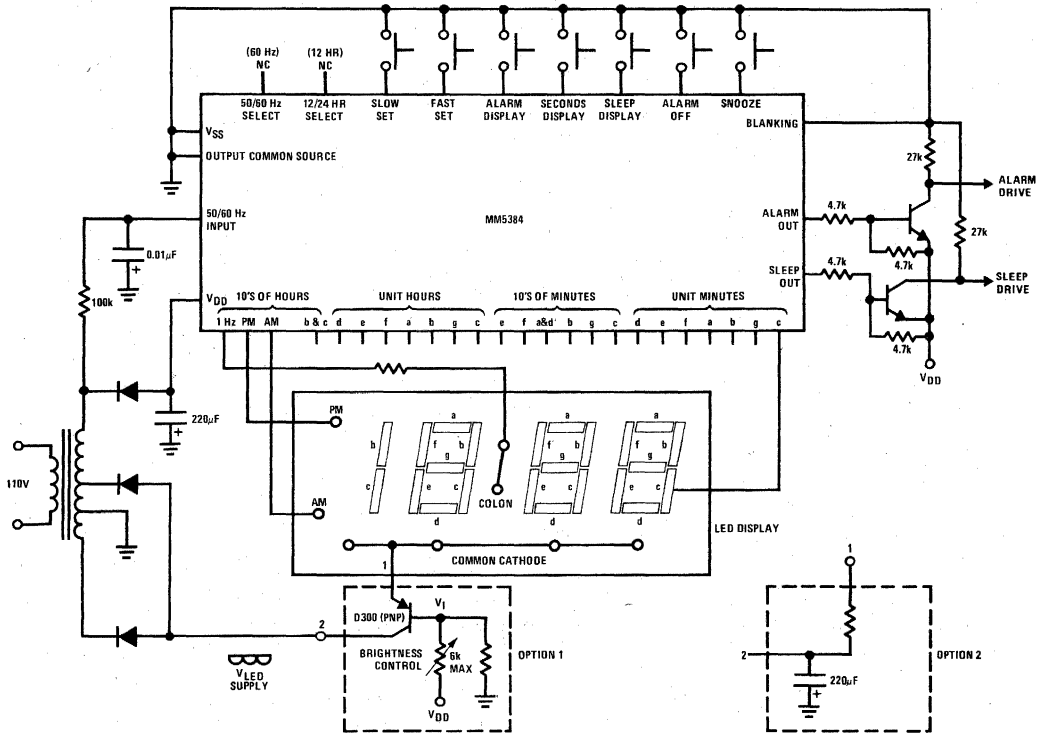 (60 Hz) (12 HR)
NC NC
50/60 Hz 12/24 HR SLOW FAST ALARM SECONDS SLEEP ALARM SNOOZE
SELECT SELECT SET SET DISPLAY DISPLAY DISPLAY OFF
BLANKING
VSS
OUTPUT COMMON SOURCE
27k
ALARM
DRIVE
50/60 Hz
INPUT
MM5384
ALARM
OUT
4.7k
27k
0.01µF
+
4.7k
SLEEP
OUT
4.7k
SLEEP
DRIVE
100k
VDD
10'S OF HOURS UNIT HOURS 10'S OF MINUTES UNIT MINUTES
1 Hz PM AM b & c d e f a b g c e f a&d b g c d e f a b g c
4.7k
VDD
220µF
+
PM
a a a
b f b f b f b
g g g
110V
c e c e c e c
AM
COLON
d d d
LED DISPLAY
COMMON CATHODE
1
1
D300 (PNP) VI
2
BRIGHTNESS
CONTROL
6k
MAX
OPTION 1
VDD
VLED
SUPPLY
2
OPTION 2
220µF
+